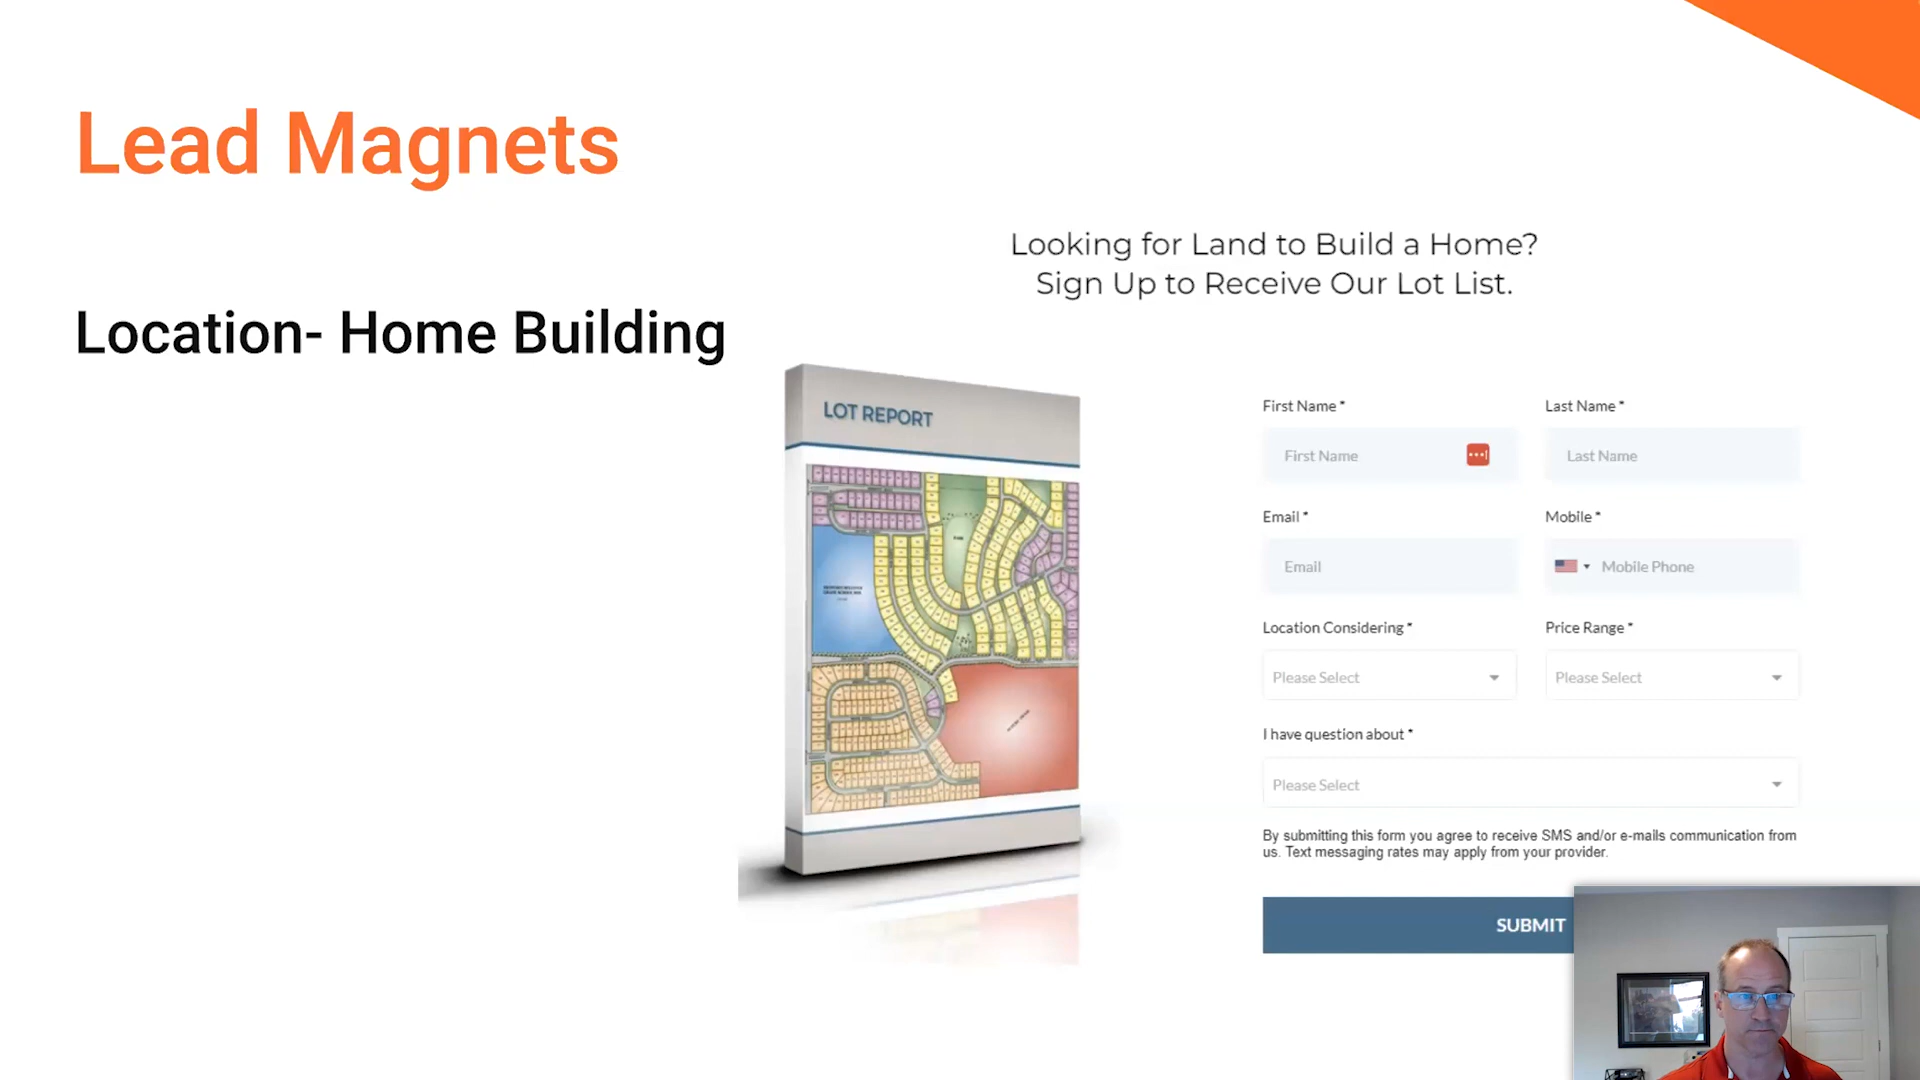 Lead Magnets
Location- Home Building
Looking for Land to Build a Home?
Sign Up to Receive Our Lot List.
LOT REPORT
PARK
First Name *
Last Name *
First Name
Last Name
Email *
Mobile *
Email
Mobile Phone
Location Considering *
Price Range *
Please Select
Please Select
I have question about *
Please Select
By submitting this form you agree to receive SMS and/or e-mails communication from
us. Text messaging rates may apply from your provider.
SUBMIT